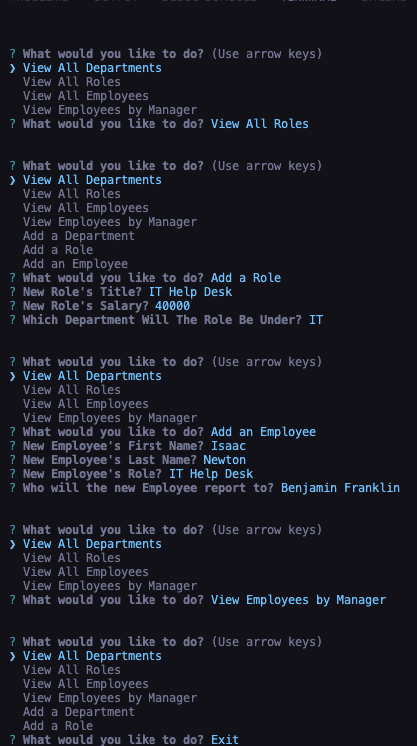 PROBLEMS OUTPUT DEBUG CONSOLE TERMINAL
? What would you like to do? (Use arrow keys)
❯ View All Departments
View All Roles
View All Employees
View Employees by Manager
? What would you like to do? View All Roles
? What would you like to do? (Use arrow keys)
❯ View All Departments
View All Roles
View All Employees
View Employees by Manager
Add a Department
Add a Role
Add an Employee
? What would you like to do? Add a Role
? New Role's Title? IT Help Desk
? New Role's Salary? 40000
? Which Department Will The Role Be Under? IT
? What would you like to do? (Use arrow keys)
❯ View All Departments
View All Roles
View All Employees
View Employees by Manager
? What would you like to do? Add an Employee
? New Employee's First Name? Isaac
? New Employee's Last Name? Newton
? New Employee's Role? IT Help Desk
? Who will the new Employee report to? Benjamin Franklin
? What would you like to do? (Use arrow keys)
❯ View All Departments
View All Roles
View All Employees
View Employees by Manager
? What would you like to do? View Employees by Manager
? What would you like to do? (Use arrow keys)
❯ View All Departments
View All Roles
View All Employees
View Employees by Manager
Add a Department
Add a Role
? What would you like to do? Exit